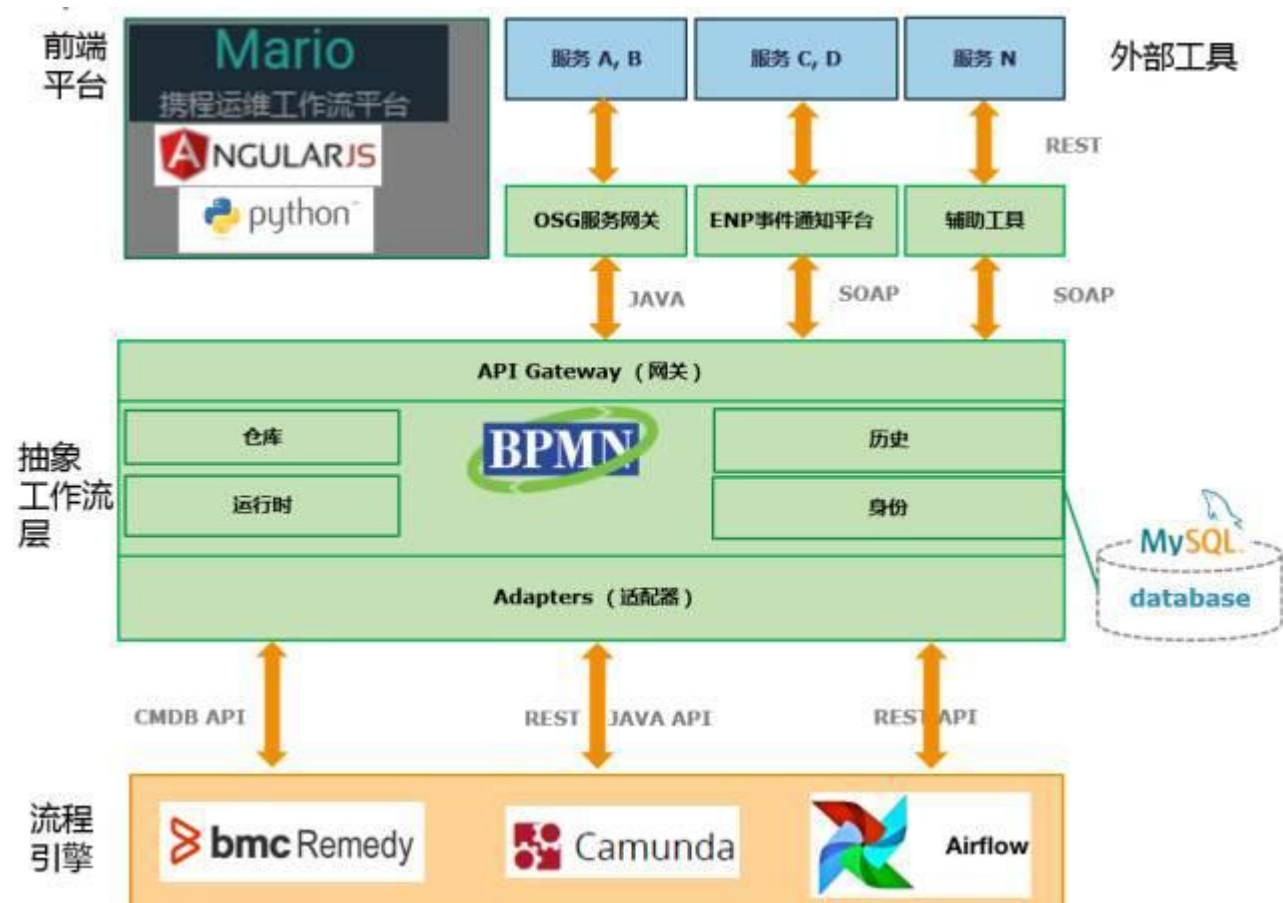 前端
平台
Mario
携程运维工作流平台
ANGULARJS
python
服务 A, B
服务 C, D
服务 N
外部工具
REST
OSG服务网关
ENP事件通知平台
辅助工具
JAVA
SOAP
SOAP
API Gateway（网关）
抽象
工作流
层
仓库
BPMN
历史
运行时
身份
MySQL
database
Adapters（适配器）
CMDB API
REST
JAVA API
REST API
流程
引擎
bmc Remedy
Camunda
Airflow